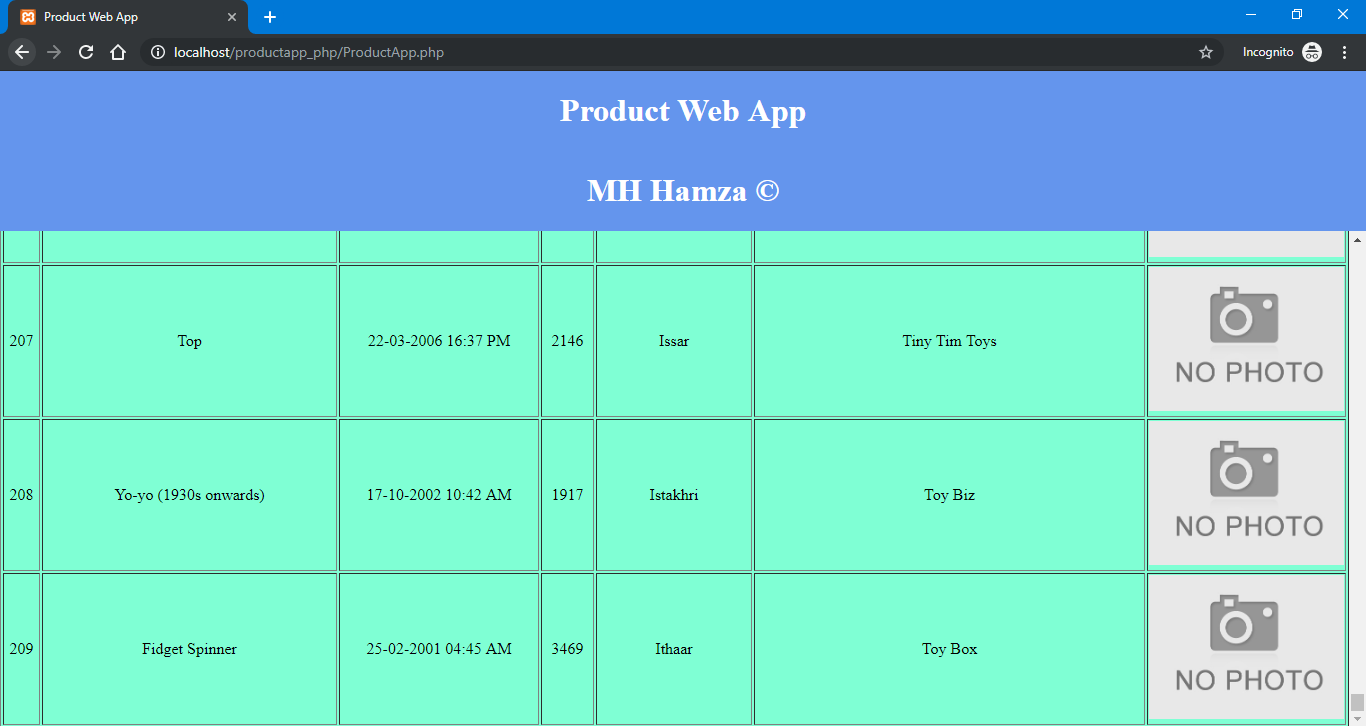 Product Web App
localhost/productapp_php/ProductApp.php
Incognito
Product Web App
MH Hamza ©
207 Top 22-03-2006 16:37 PM 2146 Issar Tiny Tim Toys NO PHOTO
208 Yo-yo (1930s onwards) 17-10-2002 10:42 AM 1917 Istakhri Toy Biz NO PHOTO
209 Fidget Spinner 25-02-2001 04:45 AM 3469 Ithaar Toy Box NO PHOTO